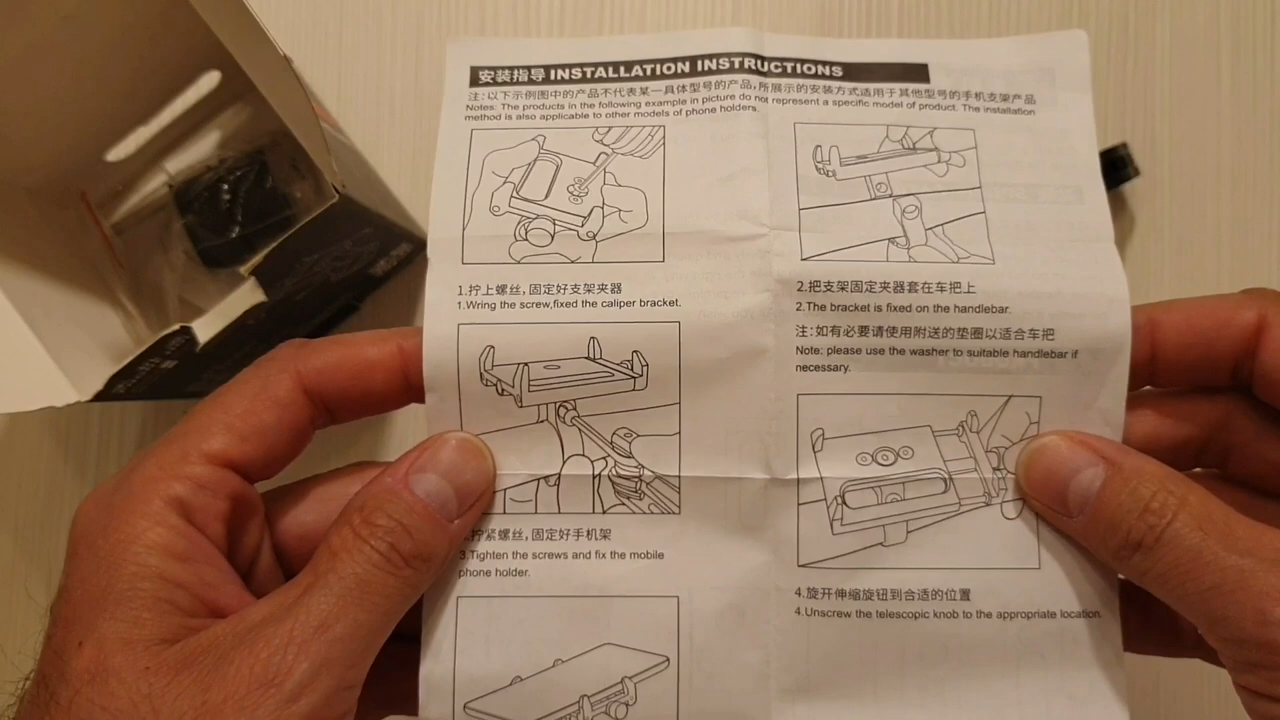 安装指导 INSTALLATION INSTRUCTIONS
注:以下示例图中的产品不代表某一具体型号的产品,所展示的安装方式适用于其他型号的手机支架产品
Notes: The products in the following example in picture do not represent a specific model of product. The installation
method is also applicable to other models of phone holders.
1.拧上螺丝,固定好支架夹器
1.Wring the screw,fixed the caliper bracket.
2.把支架固定夹器套在车把上
2.The bracket is fixed on the handlebar.
注:如有必要请使用附送的垫圈以适合车把
Note: please use the washer to suitable handlebar if
necessary.
拧紧螺丝,固定好手机架
3.Tighten the screws and fix the mobile
phone holder.
4.旋开伸缩旋钮到合适的位置
4.Unscrew the telescopic knob to the appropriate location.